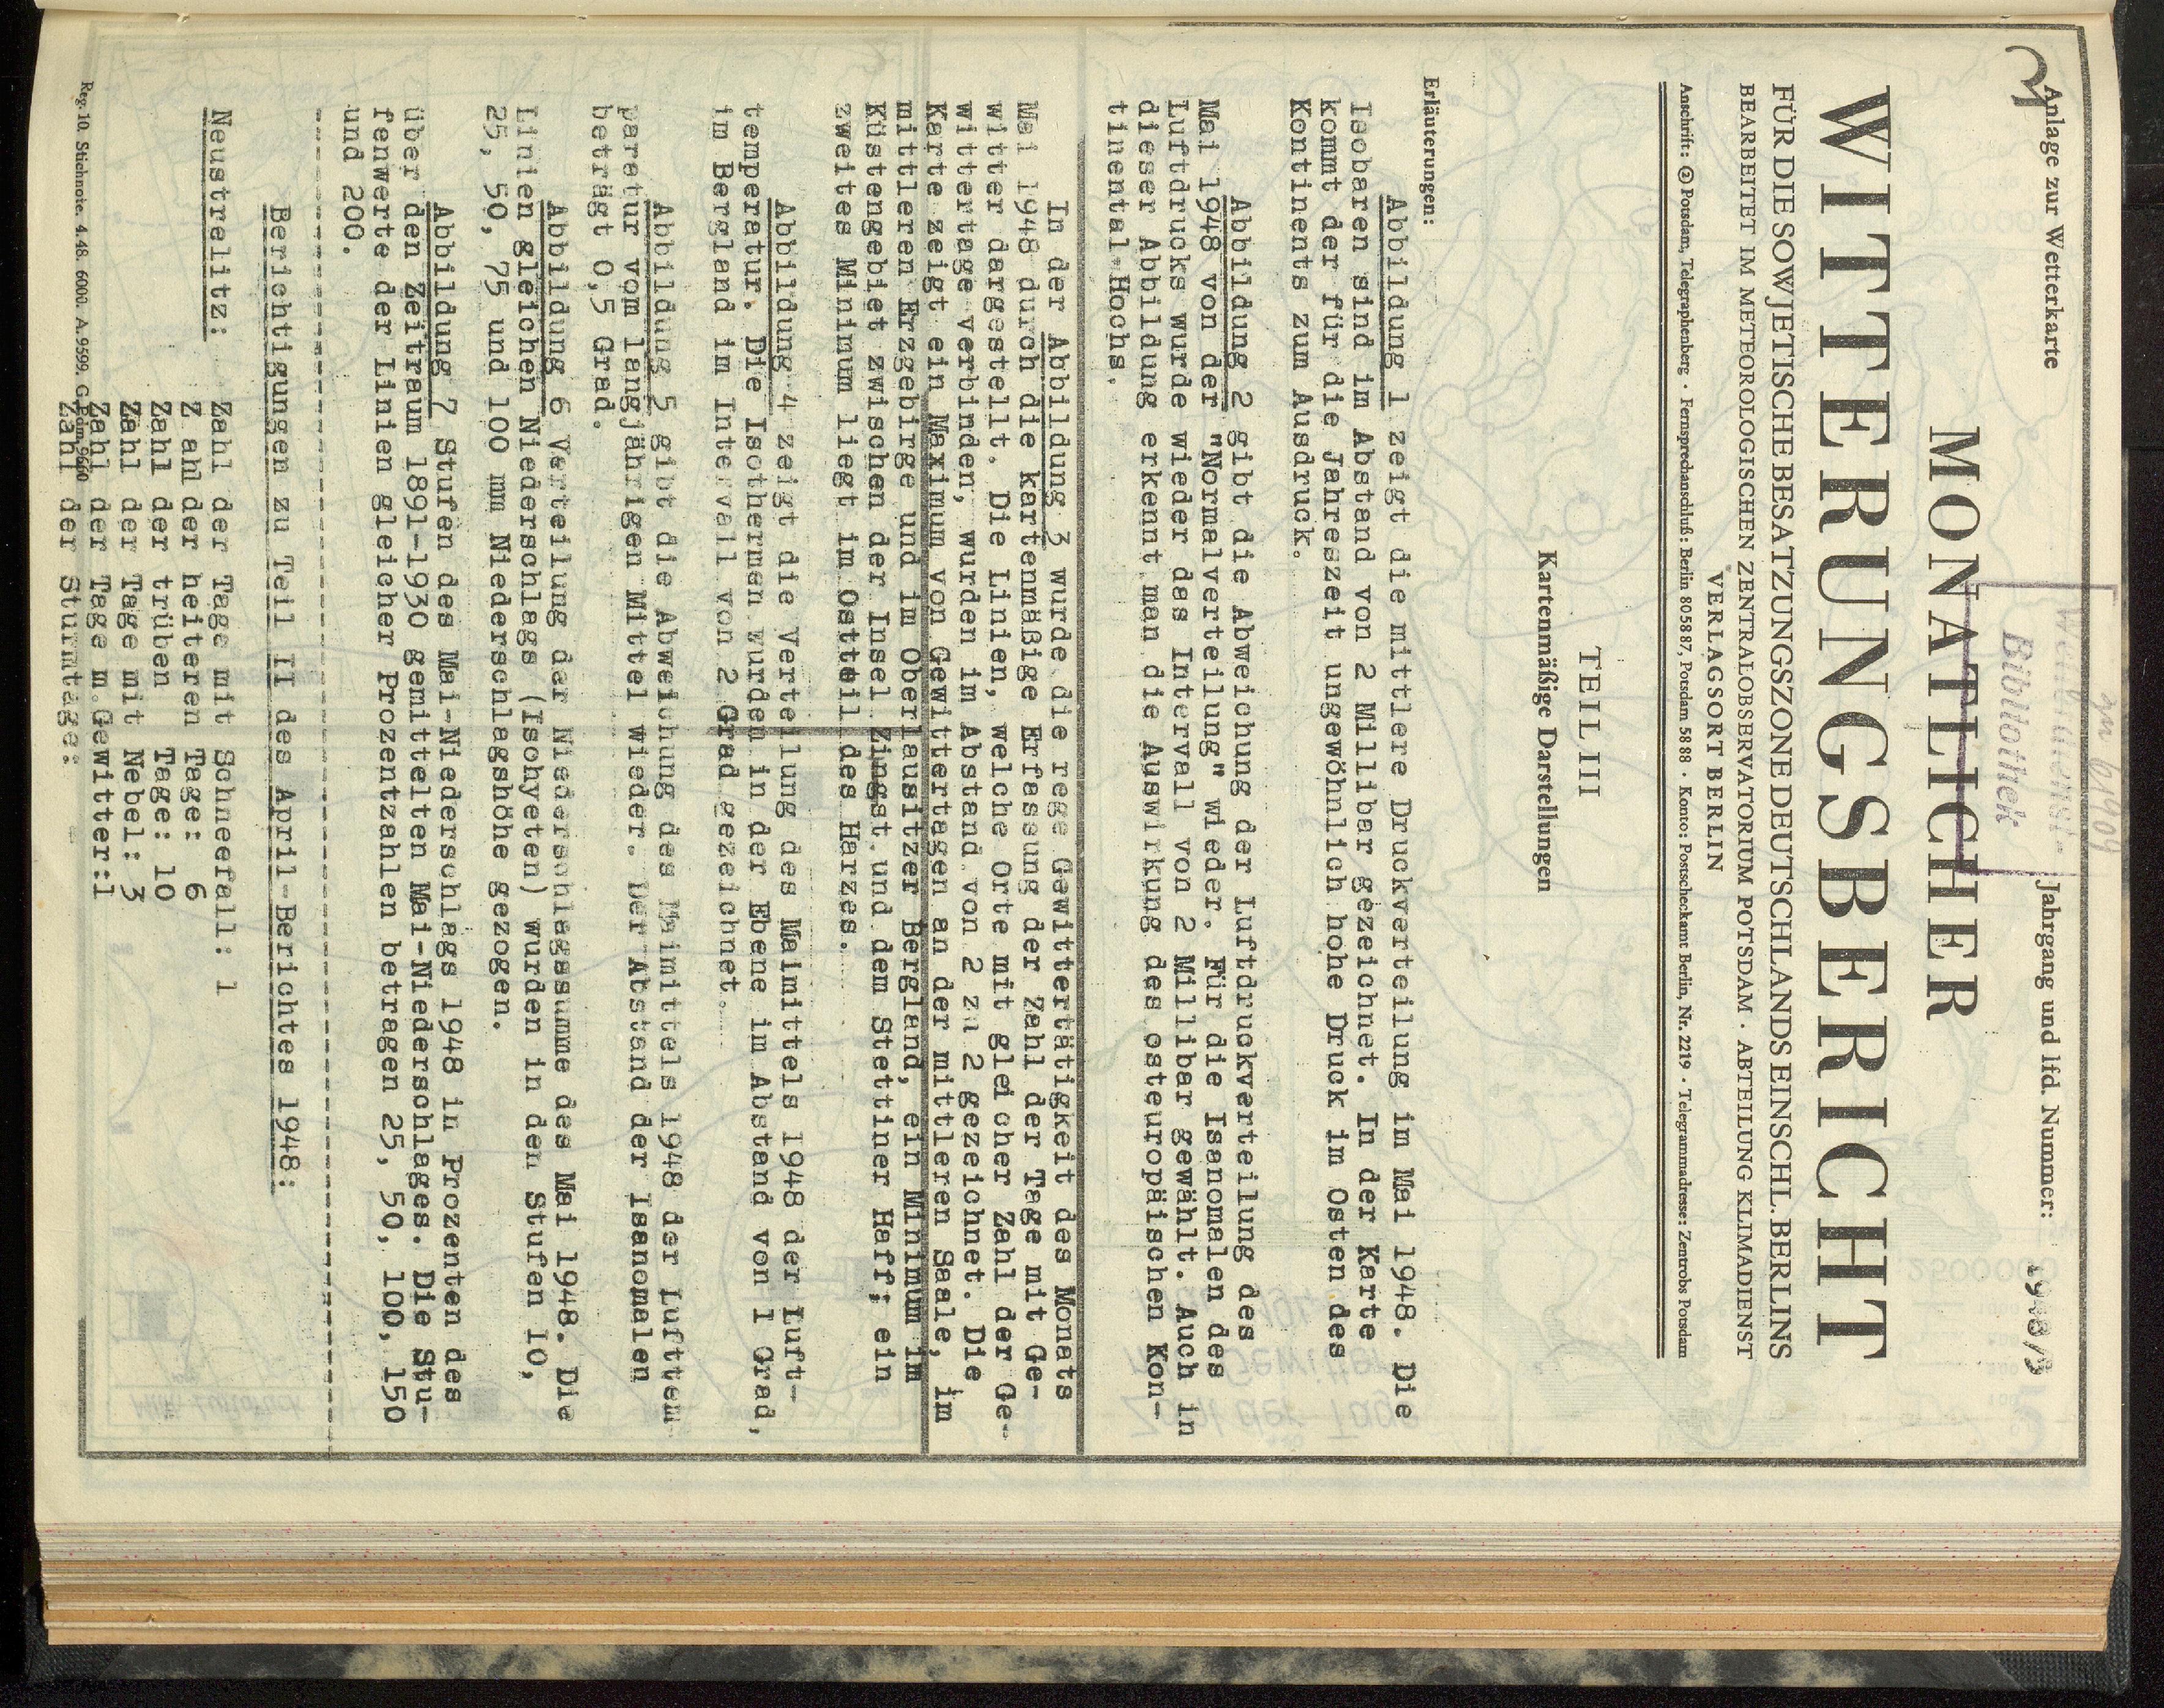 Anlage zur Wetterkarte
Jahrgang und lfd. Nummer: 1948/5
zu 61909
Bibliothek
MONATLICHER
WITTERUNGSBERICHT
FÜR DIE SOWJETISCHE BESATZUNGSZONE DEUTSCHLANDS EINSCHL. BERLINS
BEARBEITET IM METEOROLOGISCHEN ZENTRALOBSERVATORIUM POTSDAM · ABTEILUNG KLIMADIENST
VERLAGSORT BERLIN
Anschrift: ② Potsdam, Telegraphenberg · Fernsprechanschluß: Berlin 80 58 87, Potsdam 58 88 · Konto: Postscheckamt Berlin, Nr. 2219 · Telegrammadresse: Zentrobs Potsdam
TEIL III
Kartenmäßige Darstellungen
Erläuterungen:
Abbildung 1 zeigt die mittlere Druckverteilung im Mai 1948. Die
Isobaren sind im Abstand von 2 Millibar gezeichnet. In der Karte
kommt der für die Jahreszeit ungewöhnlich hohe Druck im Osten des
Kontinents zum Ausdruck.
Abbildung 2 gibt die Abweichung der Luftdruckverteilung des
Mai 1948 von der "Normalverteilung" wieder. Für die Isanomalen des
Luftdrucks wurde wieder das Intervall von 2 Millibar gewählt. Auch in
dieser Abbildung erkennt man die Auswirkung des osteuropäischen Kon-
tinental-Hochs.
In der Abbildung 3 wurde die rege Gewittertätigkeit des Monats
Mai 1948 durch die kartenmäßige Erfassung der Zahl der Tage mit Ge-
witter dargestellt. Die Linien, welche Orte mit gleicher Zahl der Ge-
wittertage verbinden, wurden im Abstand von 2 zu 2 gezeichnet. Die
Karte zeigt ein Maximum von Gewittertagen an der mittleren Saale, im
mittleren Erzgebirge und im Oberlausitzer Bergland, ein Minimum im
Küstengebiet zwischen der Insel Zingst und dem Stettiner Haff; ein
zweites Minimum liegt im Ostteil des Harzes.
Abbildung 4 zeigt die Verteilung des Maimittels 1948 der Luft-
temperatur. Die Isothermen wurden in der Ebene im Abstand von 1 Grad,
im Bergland im Intervall von 2 Grad gezeichnet.
Abbildung 5 gibt die Abweichung des Maimittels 1948 der Lufttem
paratur vom langjährigen Mittel wieder. Der Abstand der Isanomalen
beträgt 0,5 Grad.
Abbildung 6 Verteilung der Niederschlagssumme des Mai 1948. Die
Linien gleichen Niederschlags (Isohyeten) wurden in den Stufen 10,
25, 50, 75 und 100 mm Niederschlagshöhe gezogen.
Abbildung 7 Stufen des Mai-Niederschlags 1948 in Prozenten des
über den Zeitraum 1891-1930 gemittelten Mai-Niederschlages. Die Stu-
fenwerte der Linien gleicher Prozentzahlen betragen 25, 50, 100, 150
und 200.
Berichtigungen zu Teil II des April-Berichtes 1948:
Neustrelitz: Zahl der Tage mit Schneefall: 1
Z ahl der heiteren Tage: 6
Zahl der trüben Tage: 10
Zahl der Tage mit Nebel: 3
Zahl der Tage m.Gewitter:1
Zahl der Sturmtage: -
Reg. 10. Stichnote. 4. 48. 6000. A. 9599.